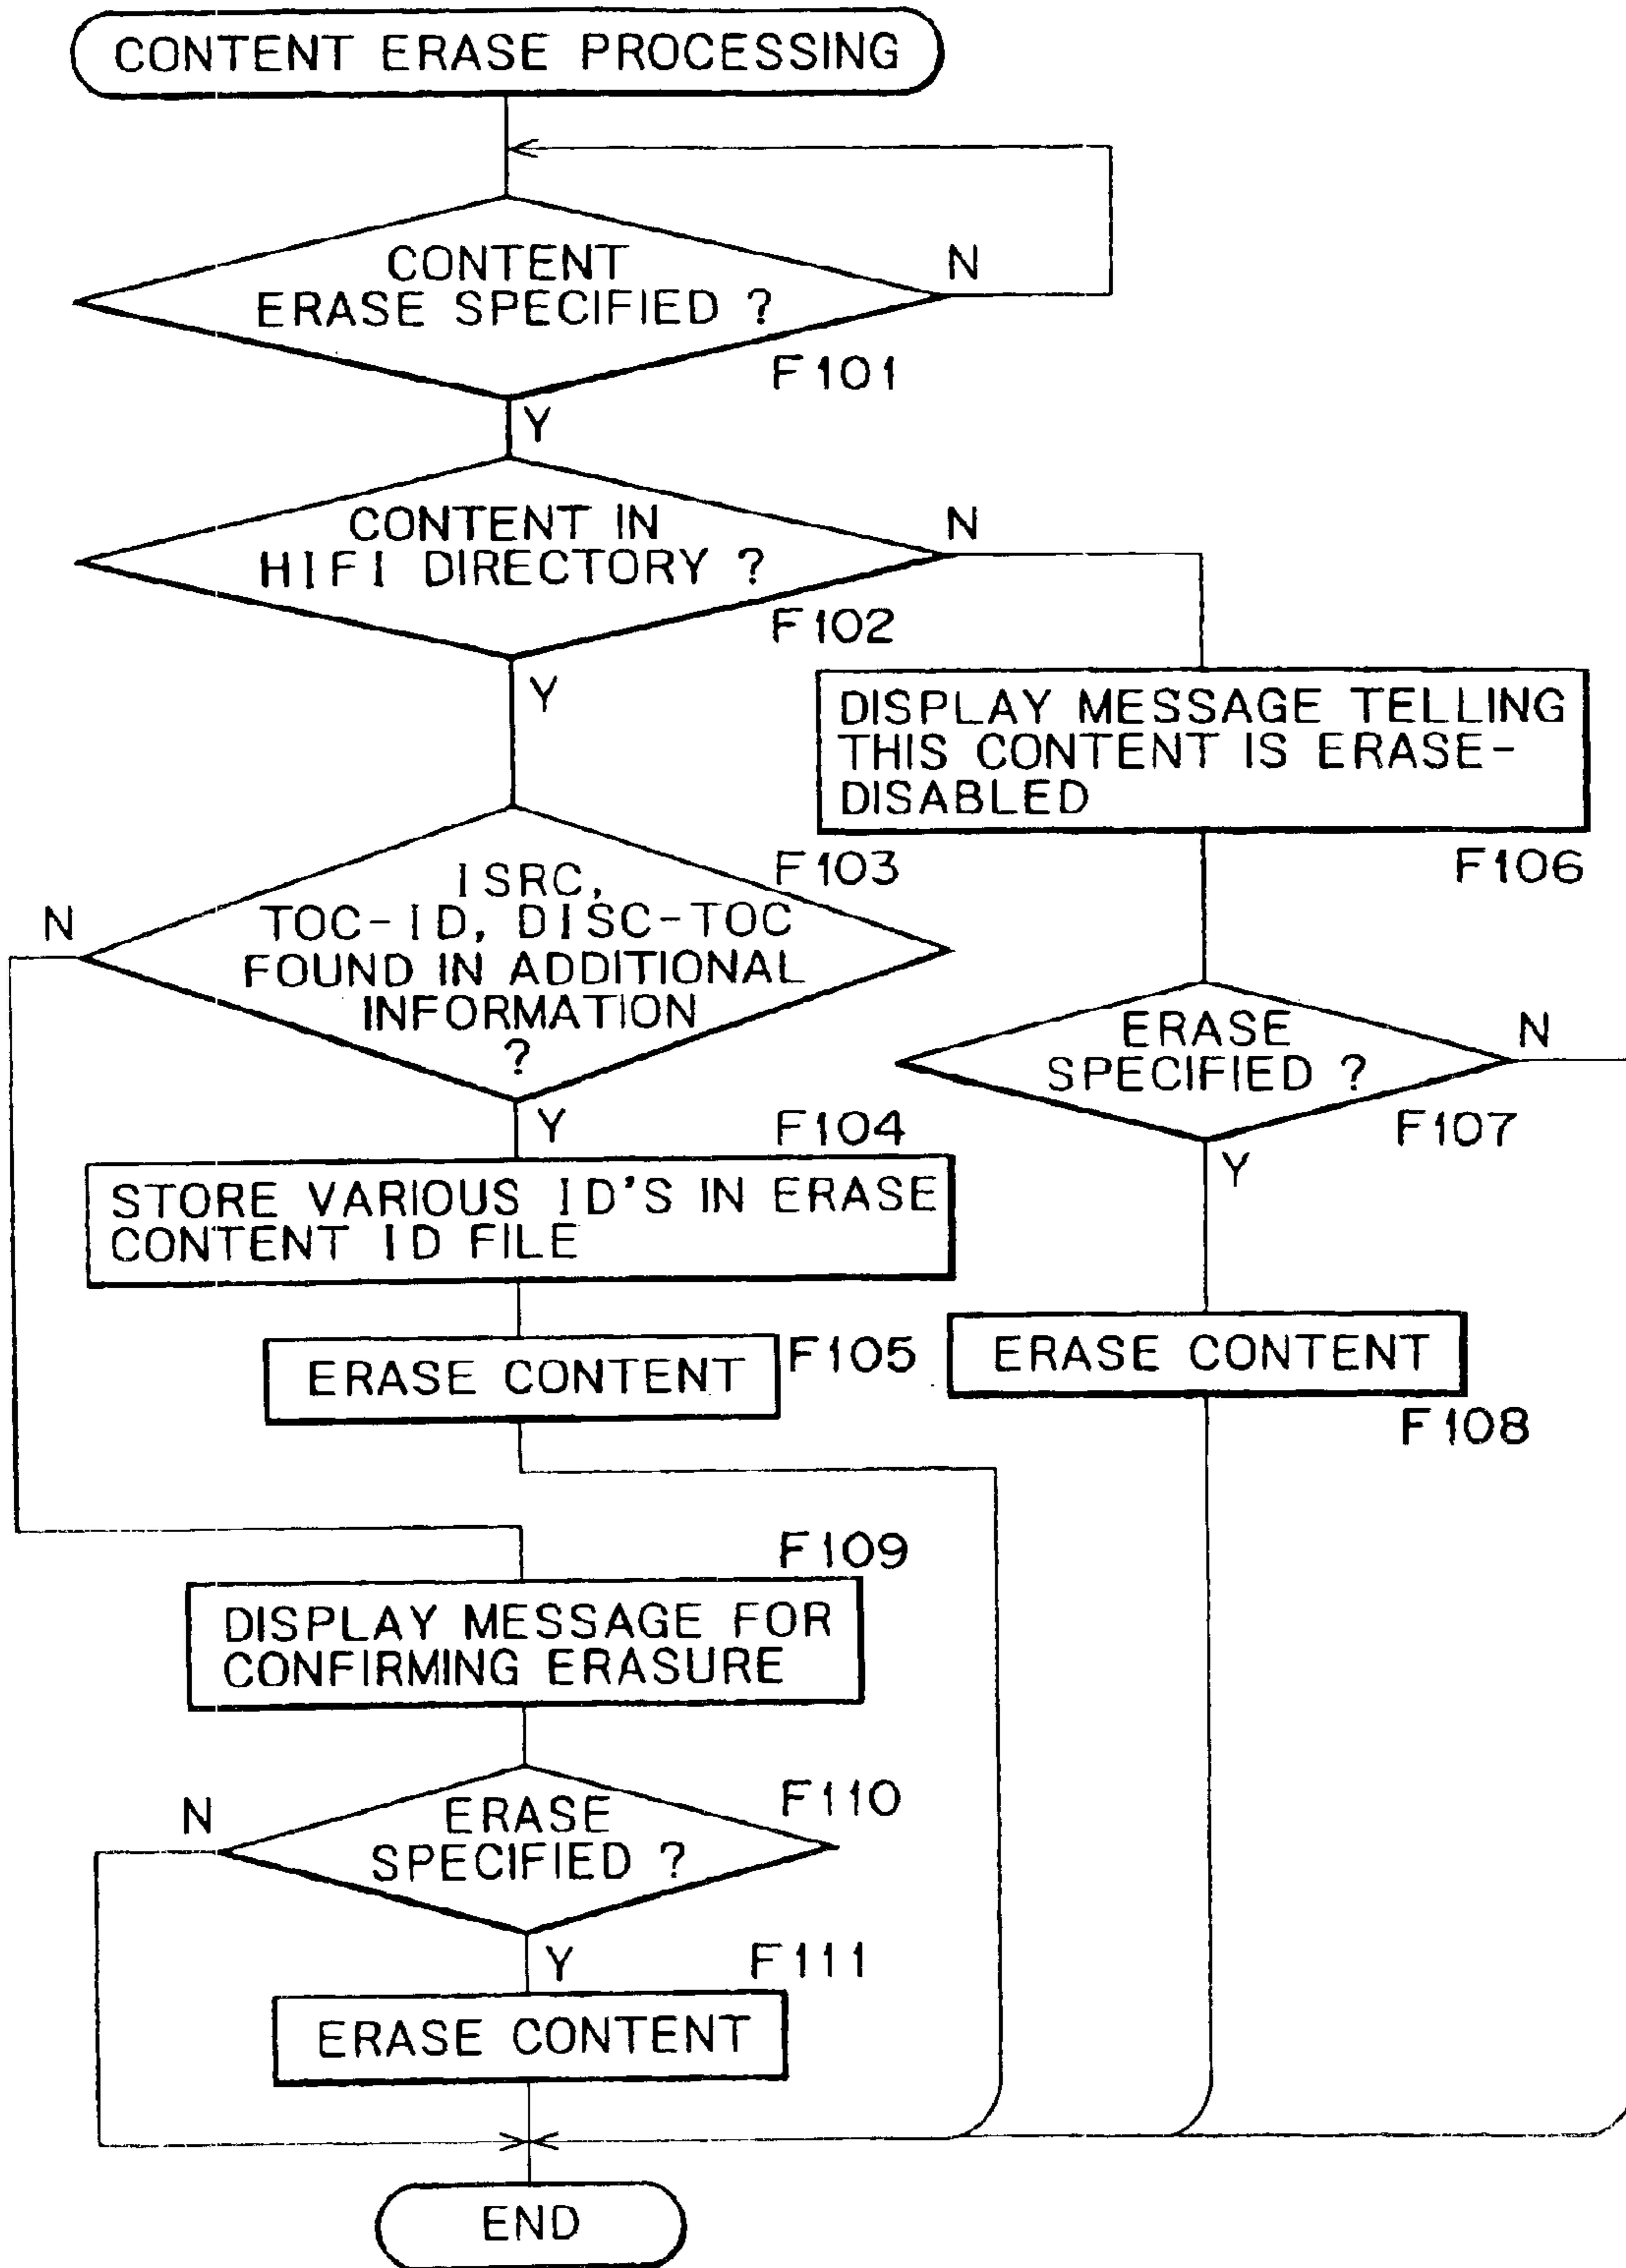 CONTENT ERASE PROCESSING
CONTENT
ERASE SPECIFIED ?
N
F101
Y
CONTENT IN
HIFI DIRECTORY ?
N
F102
Y
DISPLAY MESSAGE TELLING
THIS CONTENT IS ERASE-
DISABLED
F106
F103
ISRC,
TOC-ID, DISC-TOC
FOUND IN ADDITIONAL
INFORMATION
?
N
Y
ERASE
SPECIFIED ?
N
F107
Y
F104
STORE VARIOUS ID'S IN ERASE
CONTENT ID FILE
ERASE CONTENT
F105
ERASE CONTENT
F108
F109
DISPLAY MESSAGE FOR
CONFIRMING ERASURE
F110
ERASE
SPECIFIED ?
N
Y
F111
ERASE CONTENT
END